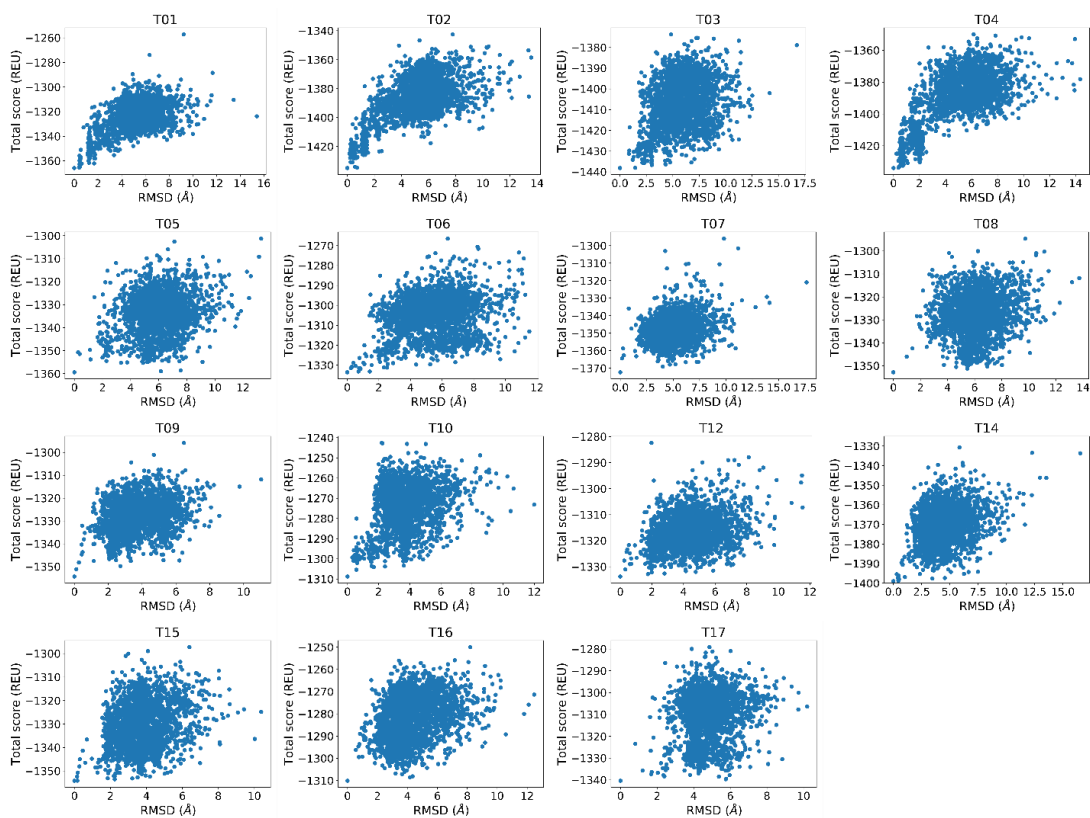 T01
Total score (REU)
−1260
−1280
−1300
−1320
−1340
−1360
0 2 4 6 8 10 12 14 16
RMSD (Å)
T02
Total score (REU)
−1340
−1360
−1380
−1400
−1420
0 2 4 6 8 10 12 14
RMSD (Å)
T03
Total score (REU)
−1380
−1390
−1400
−1410
−1420
−1430
−1440
0 2.5 5.0 7.5 10.0 12.5 15.0 17.5
RMSD (Å)
T04
Total score (REU)
−1360
−1380
−1400
−1420
0 2 4 6 8 10 12 14
RMSD (Å)
T05
Total score (REU)
−1300
−1310
−1320
−1330
−1340
−1350
−1360
0 2 4 6 8 10 12
RMSD (Å)
T06
Total score (REU)
−1270
−1280
−1290
−1300
−1310
−1320
−1330
0 2 4 6 8 10 12
RMSD (Å)
T07
Total score (REU)
−1300
−1310
−1320
−1330
−1340
−1350
−1360
−1370
0 2.5 5.0 7.5 10.0 12.5 15.0 17.5
RMSD (Å)
T08
Total score (REU)
−1300
−1310
−1320
−1330
−1340
−1350
0 2 4 6 8 10 12 14
RMSD (Å)
T09
Total score (REU)
−1300
−1310
−1320
−1330
−1340
−1350
0 2 4 6 8 10
RMSD (Å)
T10
Total score (REU)
−1240
−1250
−1260
−1270
−1280
−1290
−1300
−1310
0 2 4 6 8 10 12
RMSD (Å)
T12
Total score (REU)
−1280
−1290
−1300
−1310
−1320
−1330
0 2 4 6 8 10 12
RMSD (Å)
T14
Total score (REU)
−1330
−1340
−1350
−1360
−1370
−1380
−1390
−1400
0 2.5 5.0 7.5 10.0 12.5 15.0
RMSD (Å)
T15
Total score (REU)
−1300
−1310
−1320
−1330
−1340
−1350
0 2 4 6 8 10
RMSD (Å)
T16
Total score (REU)
−1250
−1260
−1270
−1280
−1290
−1300
−1310
0 2 4 6 8 10 12
RMSD (Å)
T17
Total score (REU)
−1280
−1290
−1300
−1310
−1320
−1330
−1340
0 2 4 6 8 10
RMSD (Å)